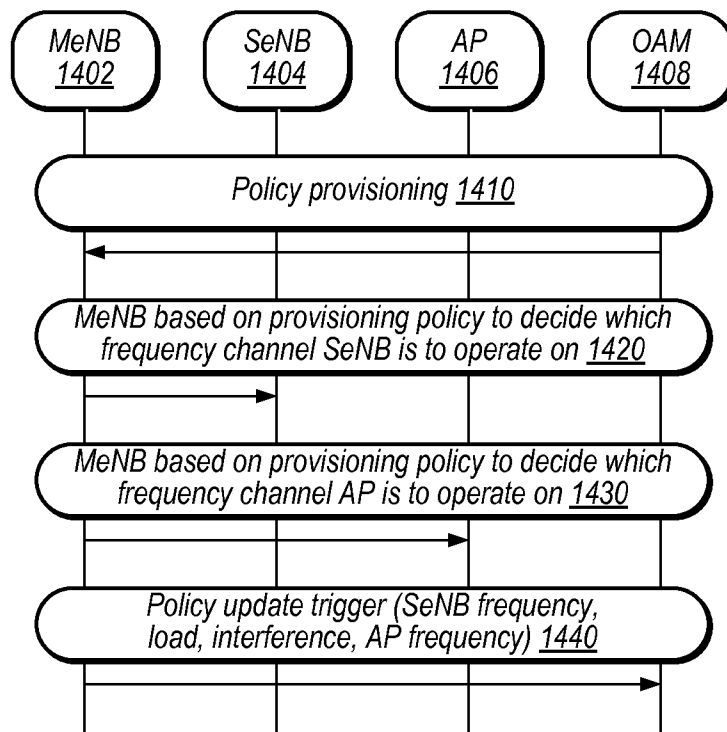 MeNB
1402
SeNB
1404
AP
1406
OAM
1408
Policy provisioning 1410
MeNB based on provisioning policy to decide which
frequency channel SeNB is to operate on 1420
MeNB based on provisioning policy to decide which
frequency channel AP is to operate on 1430
Policy update trigger (SeNB frequency,
load, interference, AP frequency) 1440